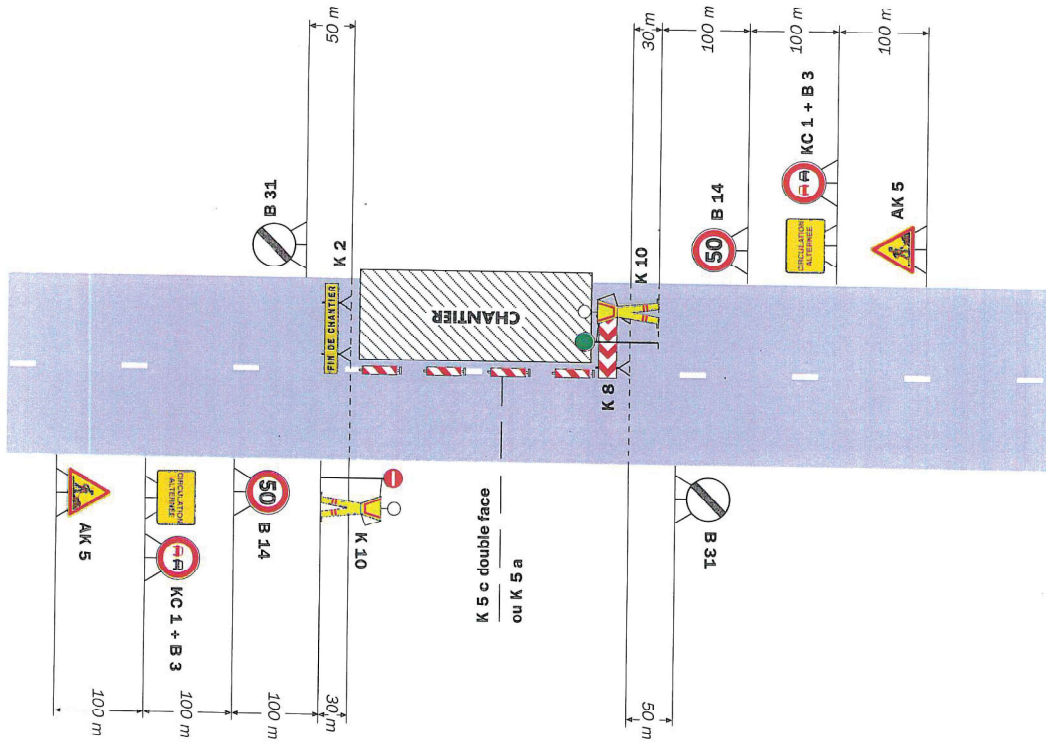 50 m
30 m
100 m
100 m
100 m
B 31
K 2
FIN DE CHANTIER
CHANTIER
K 10
K 8
50
B 14
KC 1 + B 3
CIRCULATION
ALTERNÉE
AK 5
AK 5
CIRCULATION
ALTERNÉE
KC 1 + B 3
50
B 14
K 10
K 5 c double face
ou K 5 a
B 31
100 m
100 m
100 m
30 m
50 m